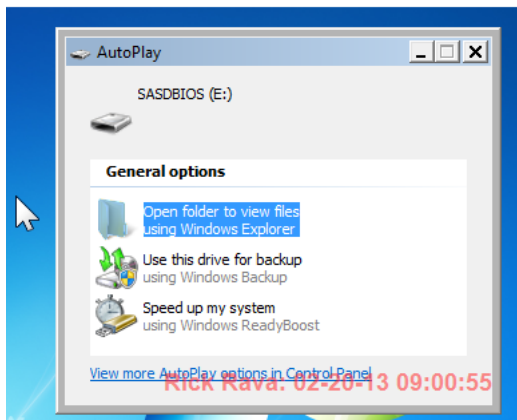 AutoPlay
SASDBIOS (E:)
General options
Open folder to view files
using Windows Explorer
Use this drive for backup
using Windows Backup
Speed up my system
using Windows ReadyBoost
View more AutoPlay options in Control Panel
Rick Rava: 02-20-13 09:00:55